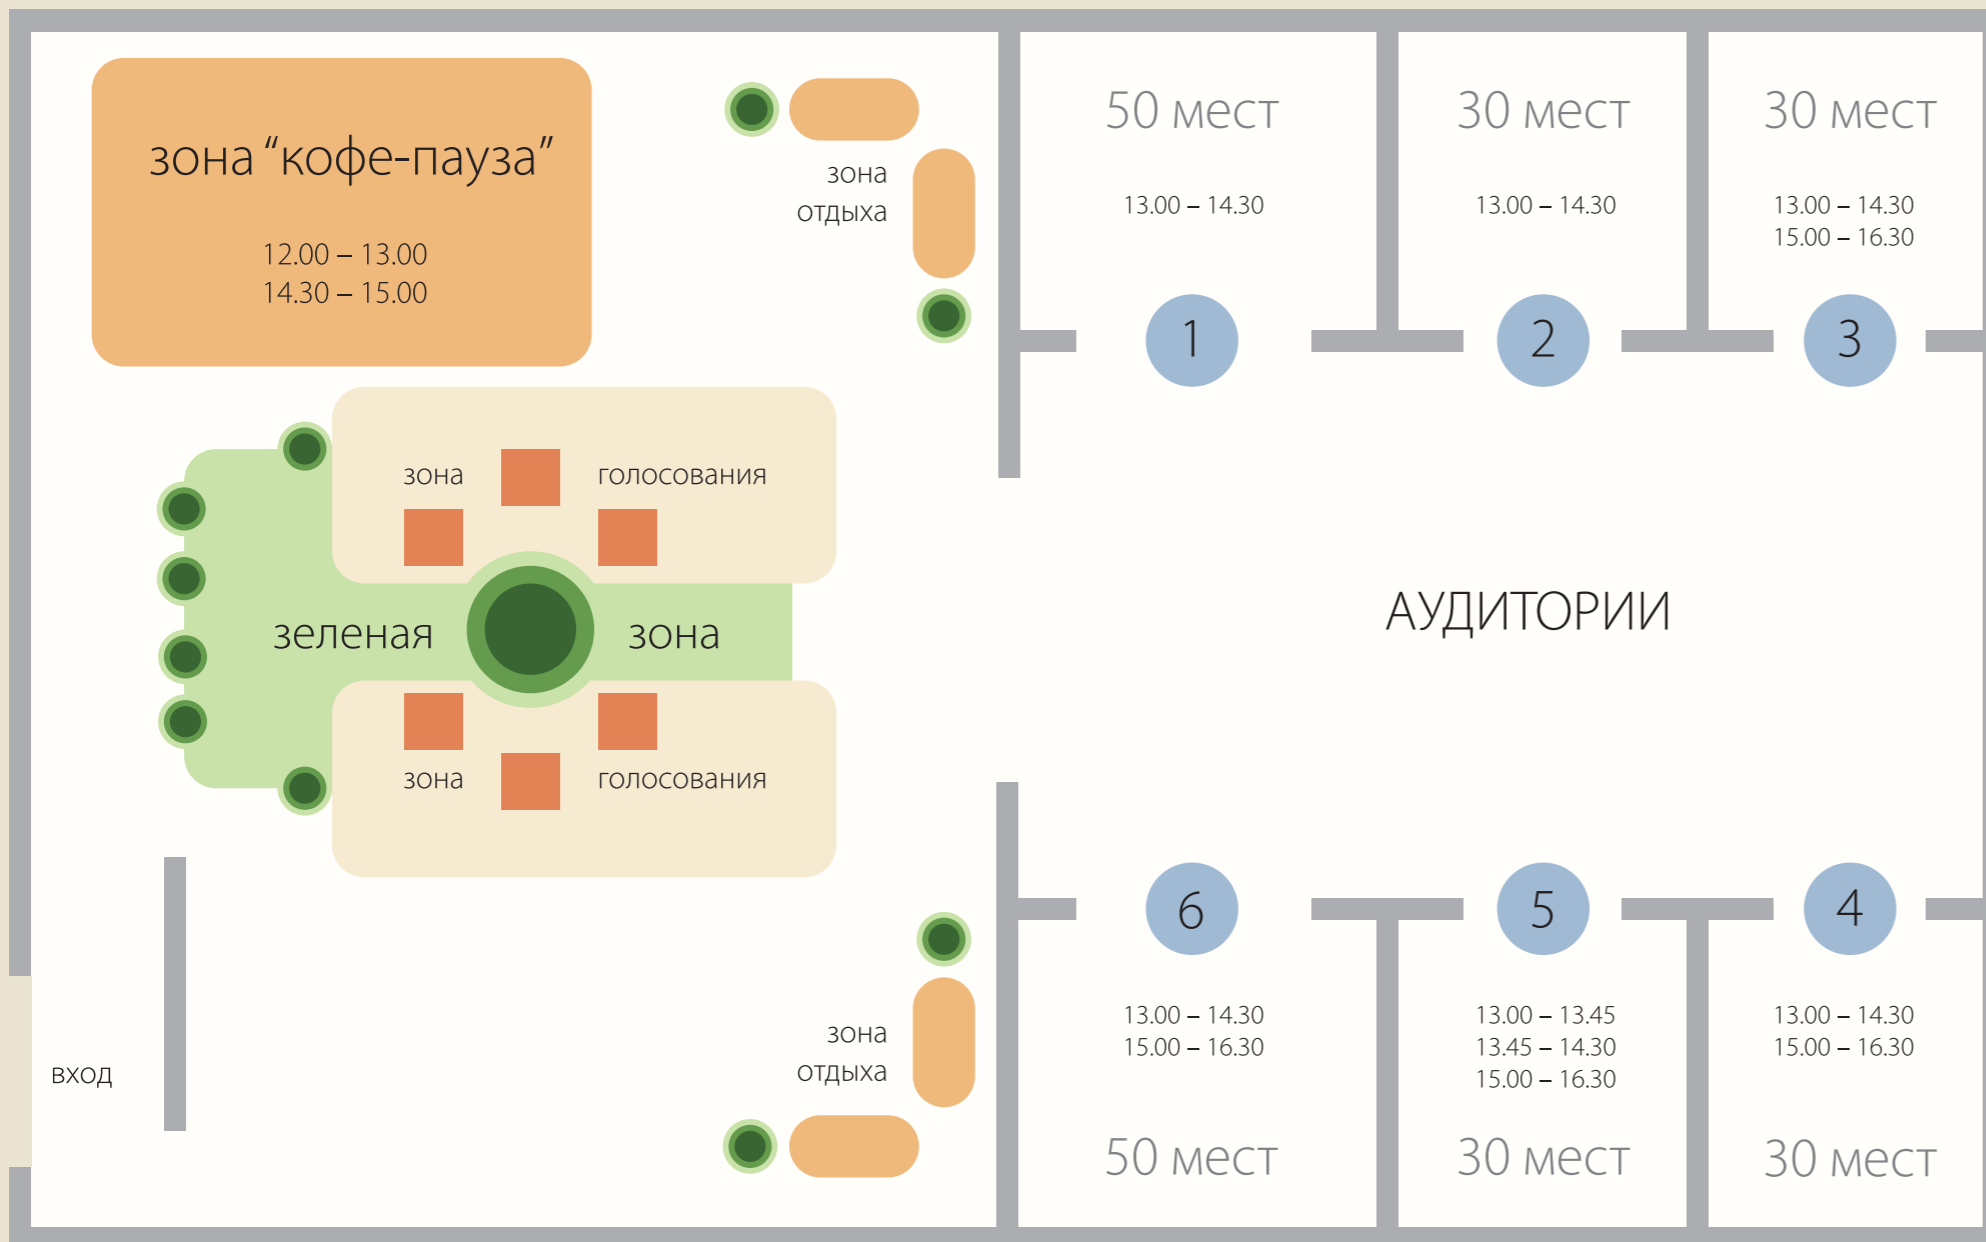 зона “кофе-пауза”
12.00 – 13.00
14.30 – 15.00
зона
отдыха
50 мест
13.00 – 14.30
1
30 мест
13.00 – 14.30
2
30 мест
13.00 – 14.30
15.00 – 16.30
3
зона голосования
зеленая зона
зона голосования
АУДИТОРИИ
вход
зона
отдыха
6
13.00 – 14.30
15.00 – 16.30
50 мест
5
13.00 – 13.45
13.45 – 14.30
15.00 – 16.30
30 мест
4
13.00 – 14.30
15.00 – 16.30
30 мест